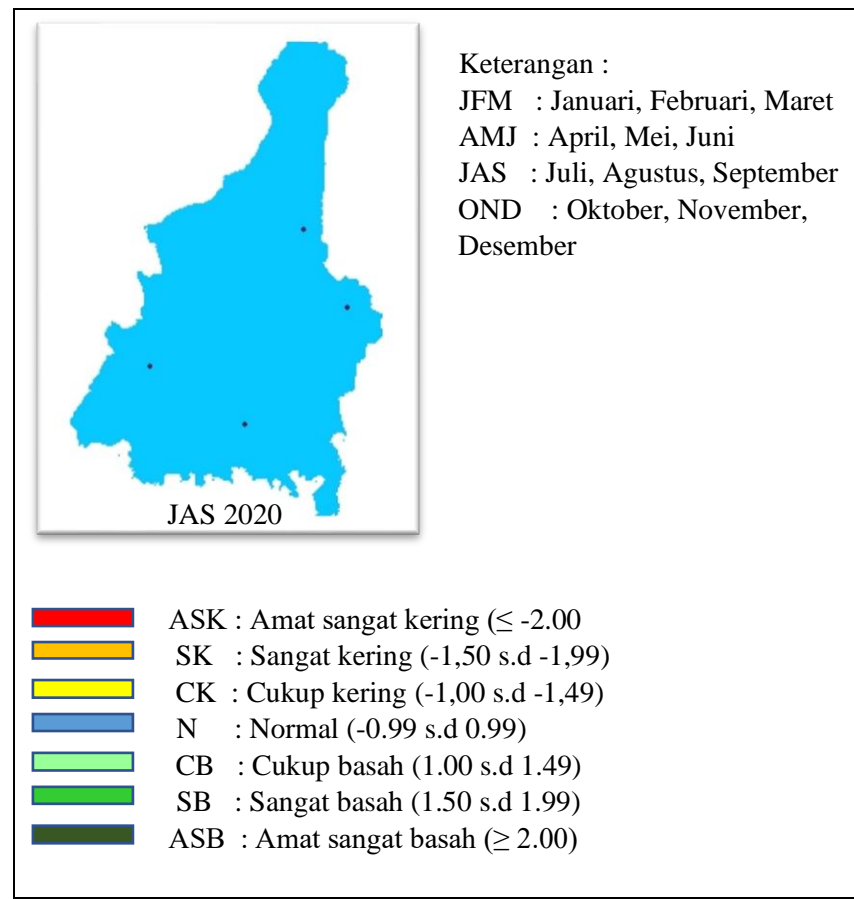 Keterangan :
JFM : Januari, Februari, Maret
AMJ : April, Mei, Juni
JAS : Juli, Agustus, September
OND : Oktober, November,
Desember
JAS 2020
ASK : Amat sangat kering (≤ -2.00
SK : Sangat kering (-1,50 s.d -1,99)
CK : Cukup kering (-1,00 s.d -1,49)
N : Normal (-0.99 s.d 0.99)
CB : Cukup basah (1.00 s.d 1.49)
SB : Sangat basah (1.50 s.d 1.99)
ASB : Amat sangat basah (≥ 2.00)